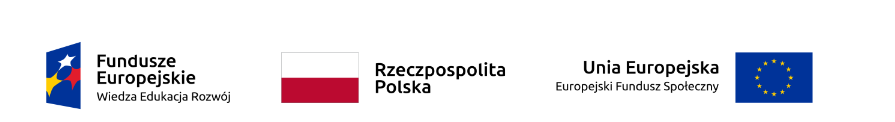 Fundusze
Europejskie
Wiedza Edukacja Rozwój
Rzeczpospolita
Polska
Unia Europejska
Europejski Fundusz Społeczny